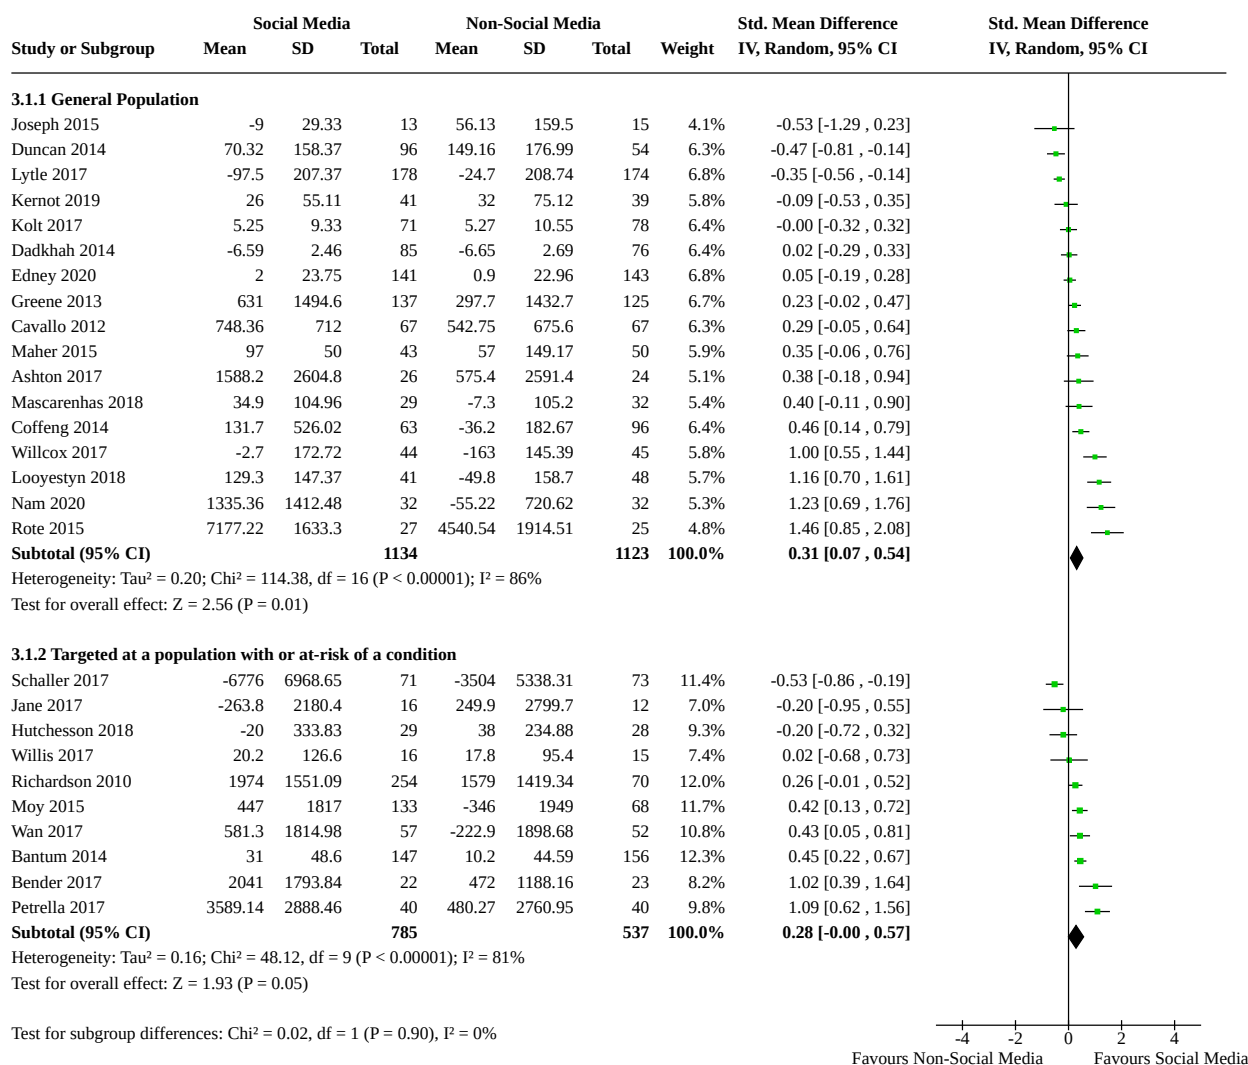 Social Media Non-Social Media Std. Mean Difference Std. Mean Difference
Study or Subgroup Mean SD Total Mean SD Total Weight IV, Random, 95% CI IV, Random, 95% CI
3.1.1 General Population
Joseph 2015 -9 29.33 13 56.13 159.5 15 4.1% -0.53 [-1.29 , 0.23]
Duncan 2014 70.32 158.37 96 149.16 176.99 54 6.3% -0.47 [-0.81 , -0.14]
Lytle 2017 -97.5 207.37 178 -24.7 208.74 174 6.8% -0.35 [-0.56 , -0.14]
Kernot 2019 26 55.11 41 32 75.12 39 5.8% -0.09 [-0.53 , 0.35]
Kolt 2017 5.25 9.33 71 5.27 10.55 78 6.4% -0.00 [-0.32 , 0.32]
Dadkhah 2014 -6.59 2.46 85 -6.65 2.69 76 6.4% 0.02 [-0.29 , 0.33]
Edney 2020 2 23.75 141 0.9 22.96 143 6.8% 0.05 [-0.19 , 0.28]
Greene 2013 631 1494.6 137 297.7 1432.7 125 6.7% 0.23 [-0.02 , 0.47]
Cavallo 2012 748.36 712 67 542.75 675.6 67 6.3% 0.29 [-0.05 , 0.64]
Maher 2015 97 50 43 57 149.17 50 5.9% 0.35 [-0.06 , 0.76]
Ashton 2017 1588.2 2604.8 26 575.4 2591.4 24 5.1% 0.38 [-0.18 , 0.94]
Mascarenhas 2018 34.9 104.96 29 -7.3 105.2 32 5.4% 0.40 [-0.11 , 0.90]
Coffeng 2014 131.7 526.02 63 -36.2 182.67 96 6.4% 0.46 [0.14 , 0.79]
Willcox 2017 -2.7 172.72 44 -163 145.39 45 5.8% 1.00 [0.55 , 1.44]
Looyestyn 2018 129.3 147.37 41 -49.8 158.7 48 5.7% 1.16 [0.70 , 1.61]
Nam 2020 1335.36 1412.48 32 -55.22 720.62 32 5.3% 1.23 [0.69 , 1.76]
Rote 2015 7177.22 1633.3 27 4540.54 1914.51 25 4.8% 1.46 [0.85 , 2.08]
Subtotal (95% CI) 1134 1123 100.0% 0.31 [0.07 , 0.54]
Heterogeneity: Tau² = 0.20; Chi² = 114.38, df = 16 (P < 0.00001); I² = 86%
Test for overall effect: Z = 2.56 (P = 0.01)
3.1.2 Targeted at a population with or at-risk of a condition
Schaller 2017 -6776 6968.65 71 -3504 5338.31 73 11.4% -0.53 [-0.86 , -0.19]
Jane 2017 -263.8 2180.4 16 249.9 2799.7 12 7.0% -0.20 [-0.95 , 0.55]
Hutchesson 2018 -20 333.83 29 38 234.88 28 9.3% -0.20 [-0.72 , 0.32]
Willis 2017 20.2 126.6 16 17.8 95.4 15 7.4% 0.02 [-0.68 , 0.73]
Richardson 2010 1974 1551.09 254 1579 1419.34 70 12.0% 0.26 [-0.01 , 0.52]
Moy 2015 447 1817 133 -346 1949 68 11.7% 0.42 [0.13 , 0.72]
Wan 2017 581.3 1814.98 57 -222.9 1898.68 52 10.8% 0.43 [0.05 , 0.81]
Bantum 2014 31 48.6 147 10.2 44.59 156 12.3% 0.45 [0.22 , 0.67]
Bender 2017 2041 1793.84 22 472 1188.16 23 8.2% 1.02 [0.39 , 1.64]
Petrella 2017 3589.14 2888.46 40 480.27 2760.95 40 9.8% 1.09 [0.62 , 1.56]
Subtotal (95% CI) 785 537 100.0% 0.28 [-0.00 , 0.57]
Heterogeneity: Tau² = 0.16; Chi² = 48.12, df = 9 (P < 0.00001); I² = 81%
Test for overall effect: Z = 1.93 (P = 0.05)
Test for subgroup differences: Chi² = 0.02, df = 1 (P = 0.90), I² = 0%
-4 -2 0 2 4
Favours Non-Social Media Favours Social Media